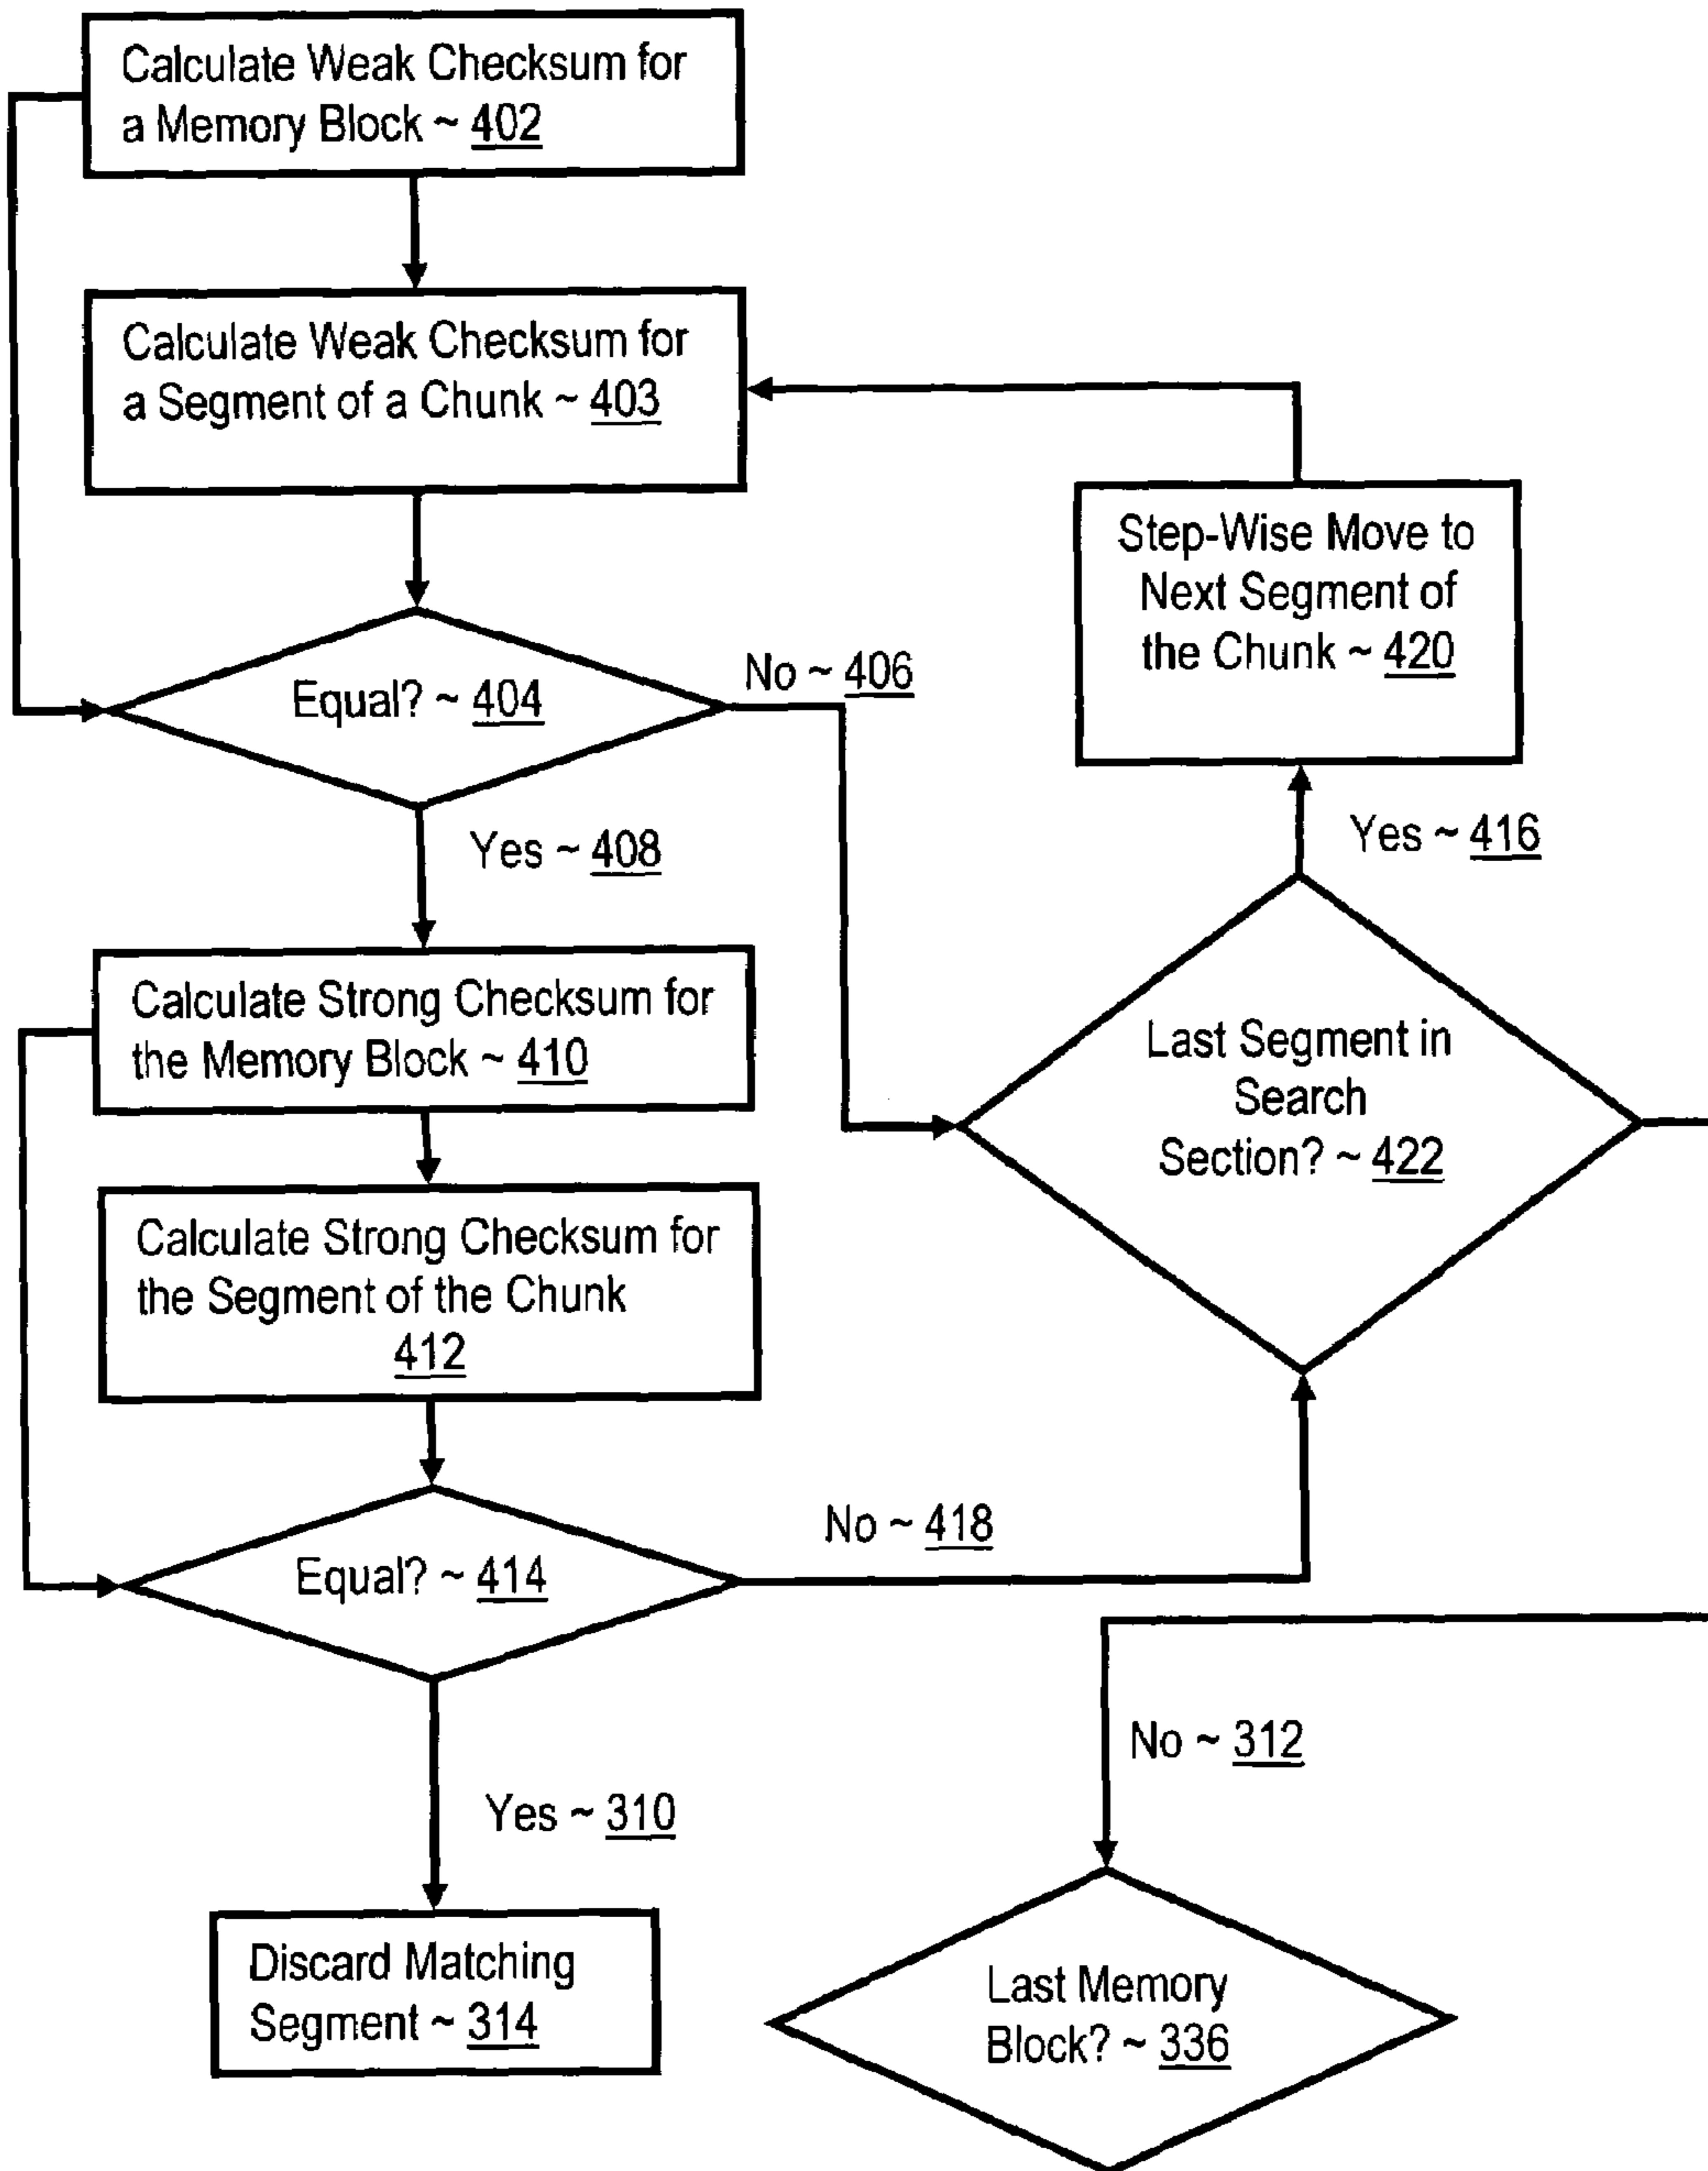 Calculate Weak Checksum for
a Memory Block ~ 402
Calculate Weak Checksum for
a Segment of a Chunk ~ 403
Step-Wise Move to
Next Segment of
the Chunk ~ 420
Equal? ~ 404
No ~ 406
Yes ~ 408
Yes ~ 416
Calculate Strong Checksum for
the Memory Block ~ 410
Last Segment in
Search
Section? ~ 422
Calculate Strong Checksum for
the Segment of the Chunk
412
Equal? ~ 414
No ~ 418
No ~ 312
Yes ~ 310
Discard Matching
Segment ~ 314
Last Memory
Block? ~ 336